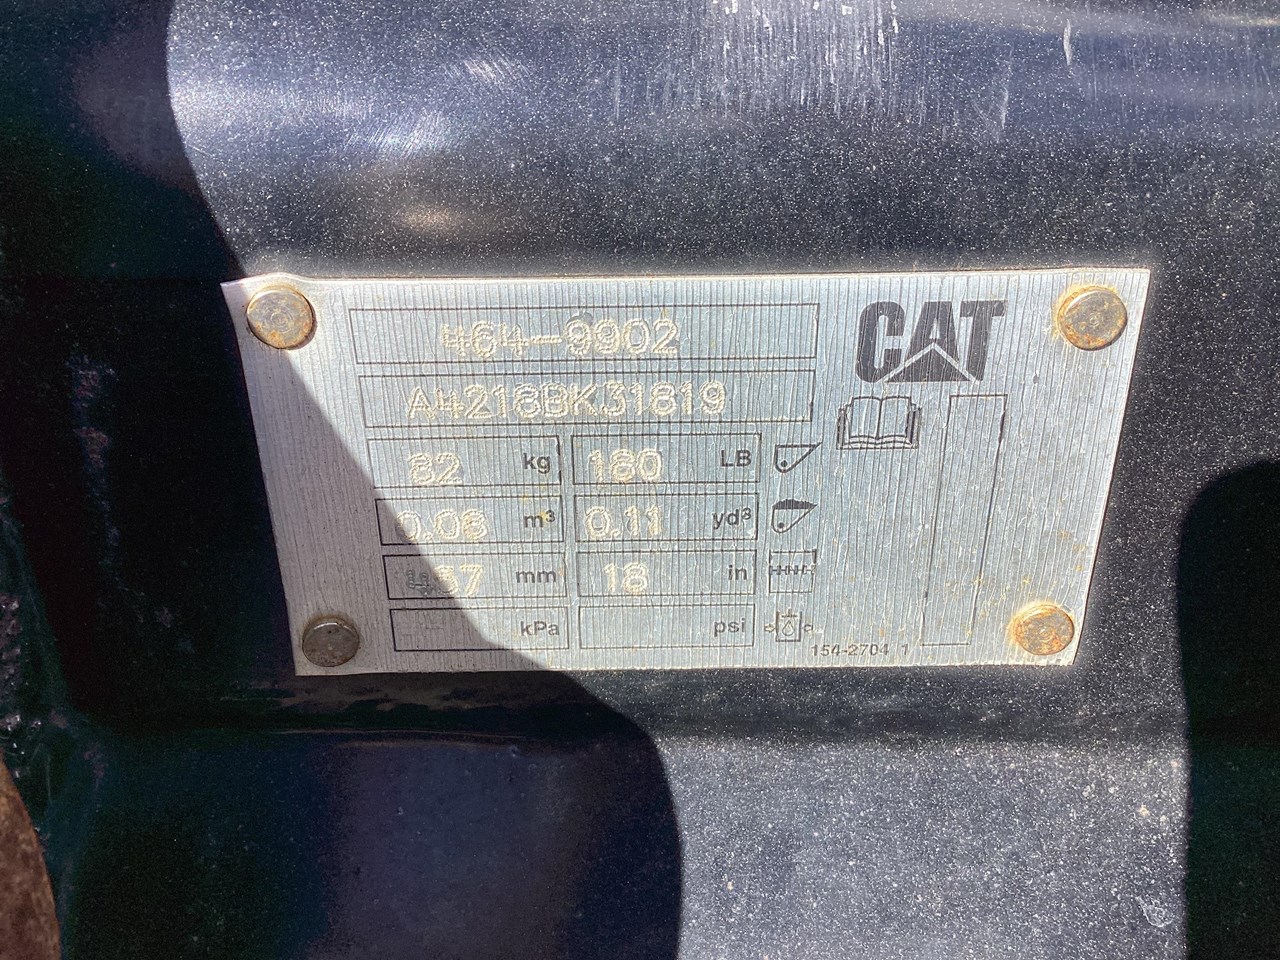 464-9902
CAT
A4218BK31819
82 kg 180 LB
0.08 m³ 0.11 yd³
457 mm 18 in
kPa psi
154-2704 1